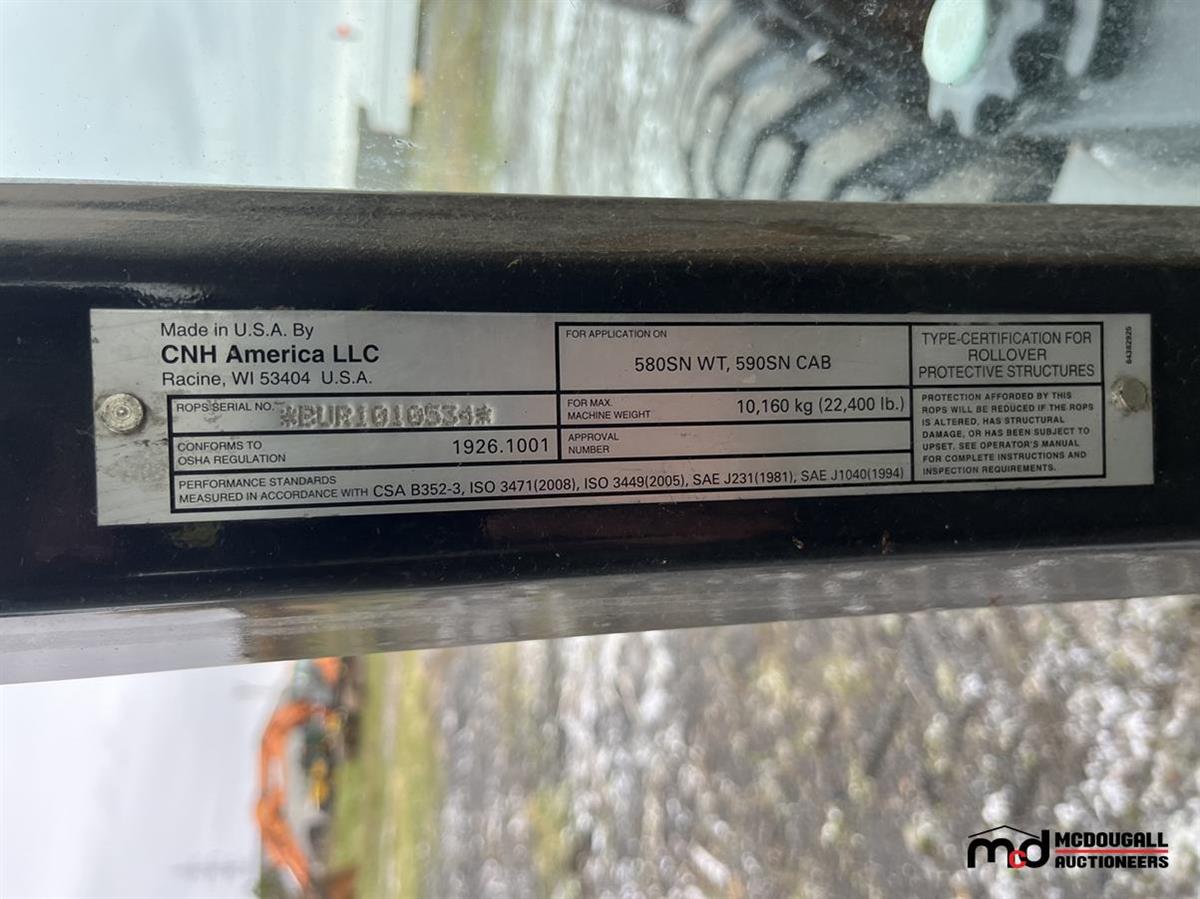 Made in U.S.A. By
CNH America LLC
Racine, WI 53404 U.S.A.
ROPS SERIAL NO. *BUR1010534*
CONFORMS TO
OSHA REGULATION
1926.1001
FOR APPLICATION ON
580SN WT, 590SN CAB
FOR MAX.
MACHINE WEIGHT
10,160 kg (22,400 lb.)
APPROVAL
NUMBER
PERFORMANCE STANDARDS
MEASURED IN ACCORDANCE WITH CSA B352-3, ISO 3471(2008), ISO 3449(2005), SAE J231(1981), SAE J1040(1994)
TYPE-CERTIFICATION FOR
ROLLOVER
PROTECTIVE STRUCTURES
PROTECTION AFFORDED BY THIS
ROPS WILL BE REDUCED IF THE ROPS
IS ALTERED, HAS STRUCTURAL
DAMAGE, OR HAS BEEN SUBJECT TO
UPSET. SEE OPERATOR'S MANUAL
FOR COMPLETE INSTRUCTIONS AND
INSPECTION REQUIREMENTS.
84382925
mcd MCDOUGALL
AUCTIONEERS